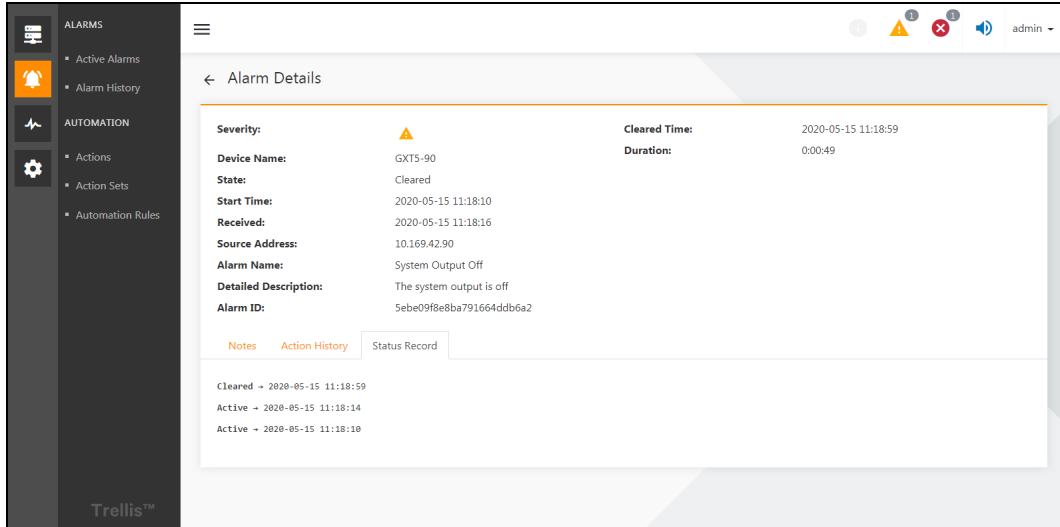 ALARMS
Active Alarms
Alarm History
AUTOMATION
Actions
Action Sets
Automation Rules
Trellis™
1
1
admin
← Alarm Details
Severity:
Device Name: GXT5-90
State: Cleared
Start Time: 2020-05-15 11:18:10
Received: 2020-05-15 11:18:16
Source Address: 10.169.42.90
Alarm Name: System Output Off
Detailed Description: The system output is off
Alarm ID: 5ebe09f8e8ba791664ddb6a2
Cleared Time: 2020-05-15 11:18:59
Duration: 0:00:49
Notes Action History Status Record
Cleared → 2020-05-15 11:18:59
Active → 2020-05-15 11:18:14
Active → 2020-05-15 11:18:10